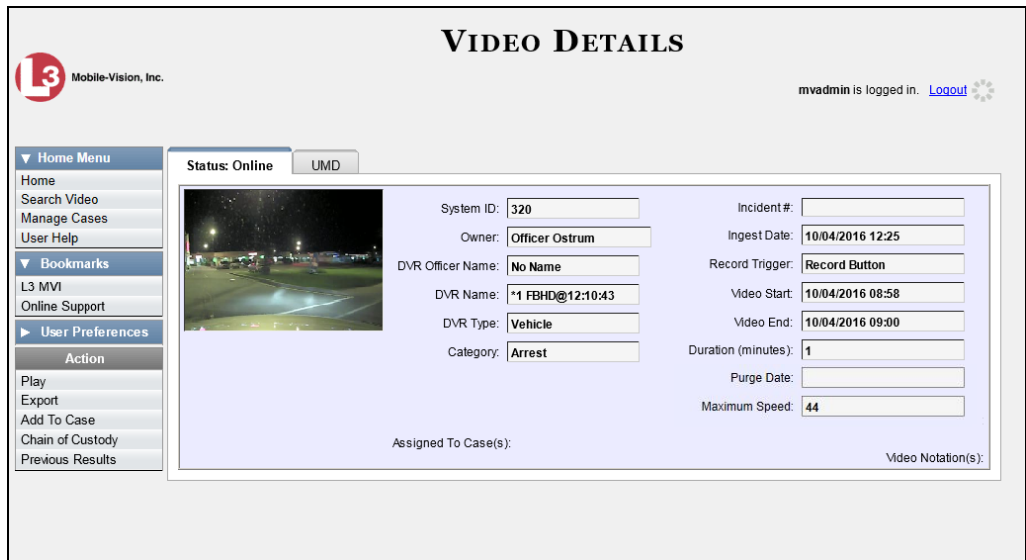 VIDEO DETAILS
L3 Mobile-Vision, Inc.
mvadmin is logged in. Logout
▼ Home Menu
Home
Search Video
Manage Cases
User Help
▼ Bookmarks
L3 MVI
Online Support
► User Preferences
Action
Play
Export
Add To Case
Chain of Custody
Previous Results
Status: Online
UMD
System ID: 320
Owner: Officer Ostrum
DVR Officer Name: No Name
DVR Name: *1 FBHD@12:10:43
DVR Type: Vehicle
Category: Arrest
Incident #:
Ingest Date: 10/04/2016 12:25
Record Trigger: Record Button
Video Start: 10/04/2016 08:58
Video End: 10/04/2016 09:00
Duration (minutes): 1
Purge Date:
Maximum Speed: 44
Assigned To Case(s):
Video Notation(s):